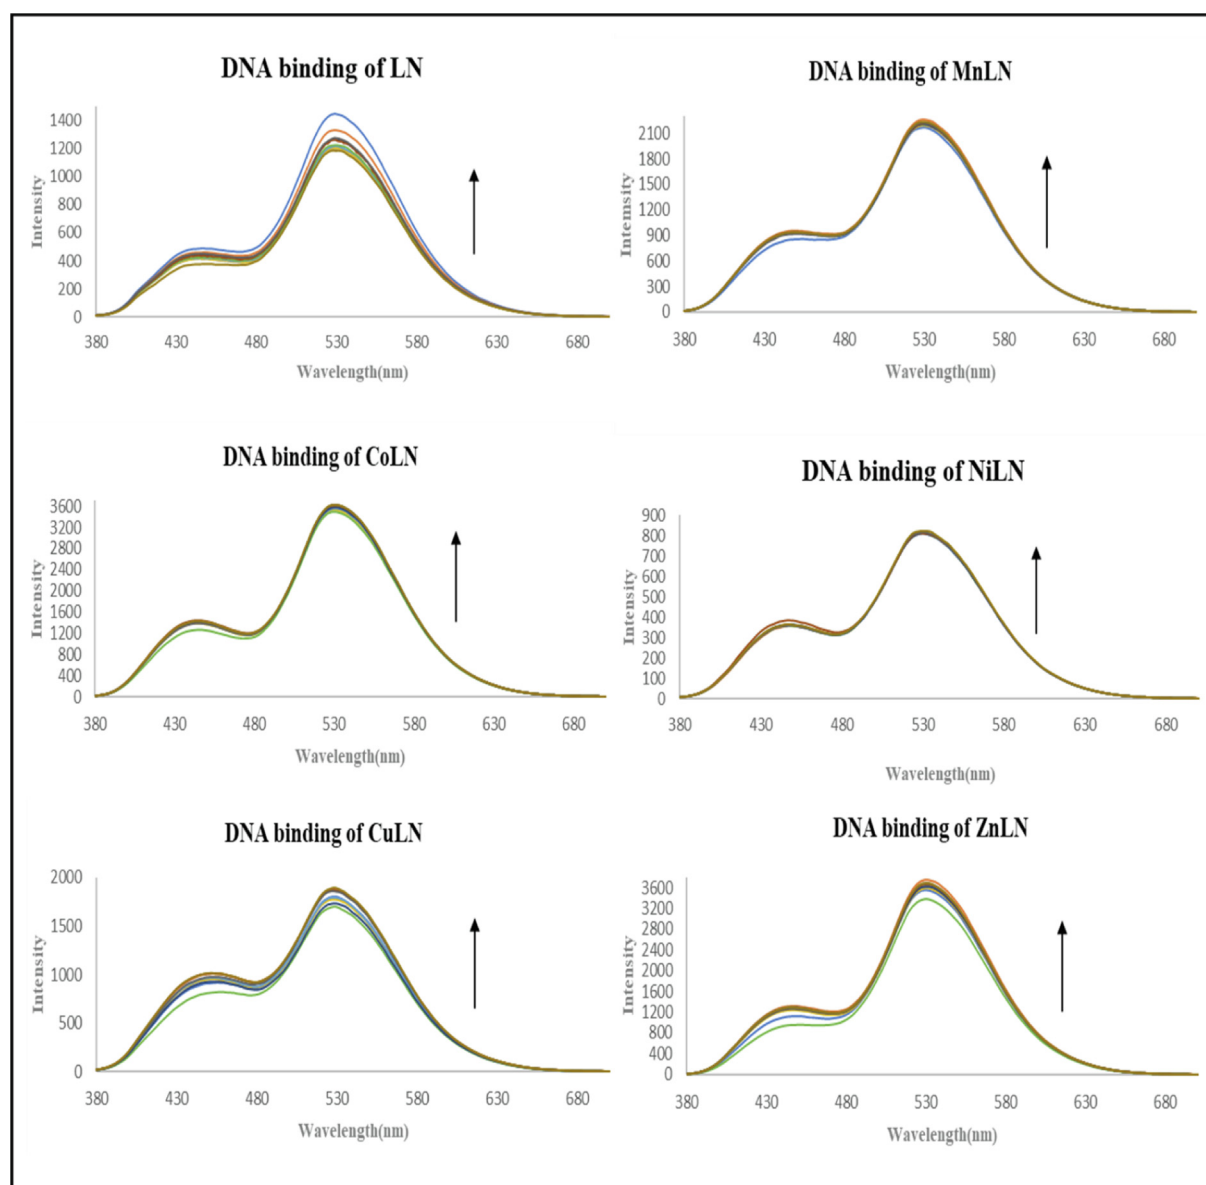 DNA binding of LN
1400
1200
1000
800
600
400
200
0
Intensity
380 430 480 530 580 630 680
Wavelength(nm)
DNA binding of MnLN
2100
1800
1500
1200
900
600
300
0
Intemsity
380 430 480 530 580 630 680
Wavelength(nm)
DNA binding of CoLN
3600
3200
2800
2400
2000
1600
1200
800
400
0
Intensity
380 430 480 530 580 630 680
Wavelength(nm)
DNA binding of NiLN
900
800
700
600
500
400
300
200
100
0
Intensity
380 430 480 530 580 630 680
Wavelength(nm)
DNA binding of CuLN
2000
1500
1000
500
0
Intensity
380 430 480 530 580 630 680
Wavelength(nm)
DNA binding of ZnLN
3600
3200
2800
2400
2000
1600
1200
800
400
0
Intensity
380 430 480 530 580 630 680
Wavelength(nm)